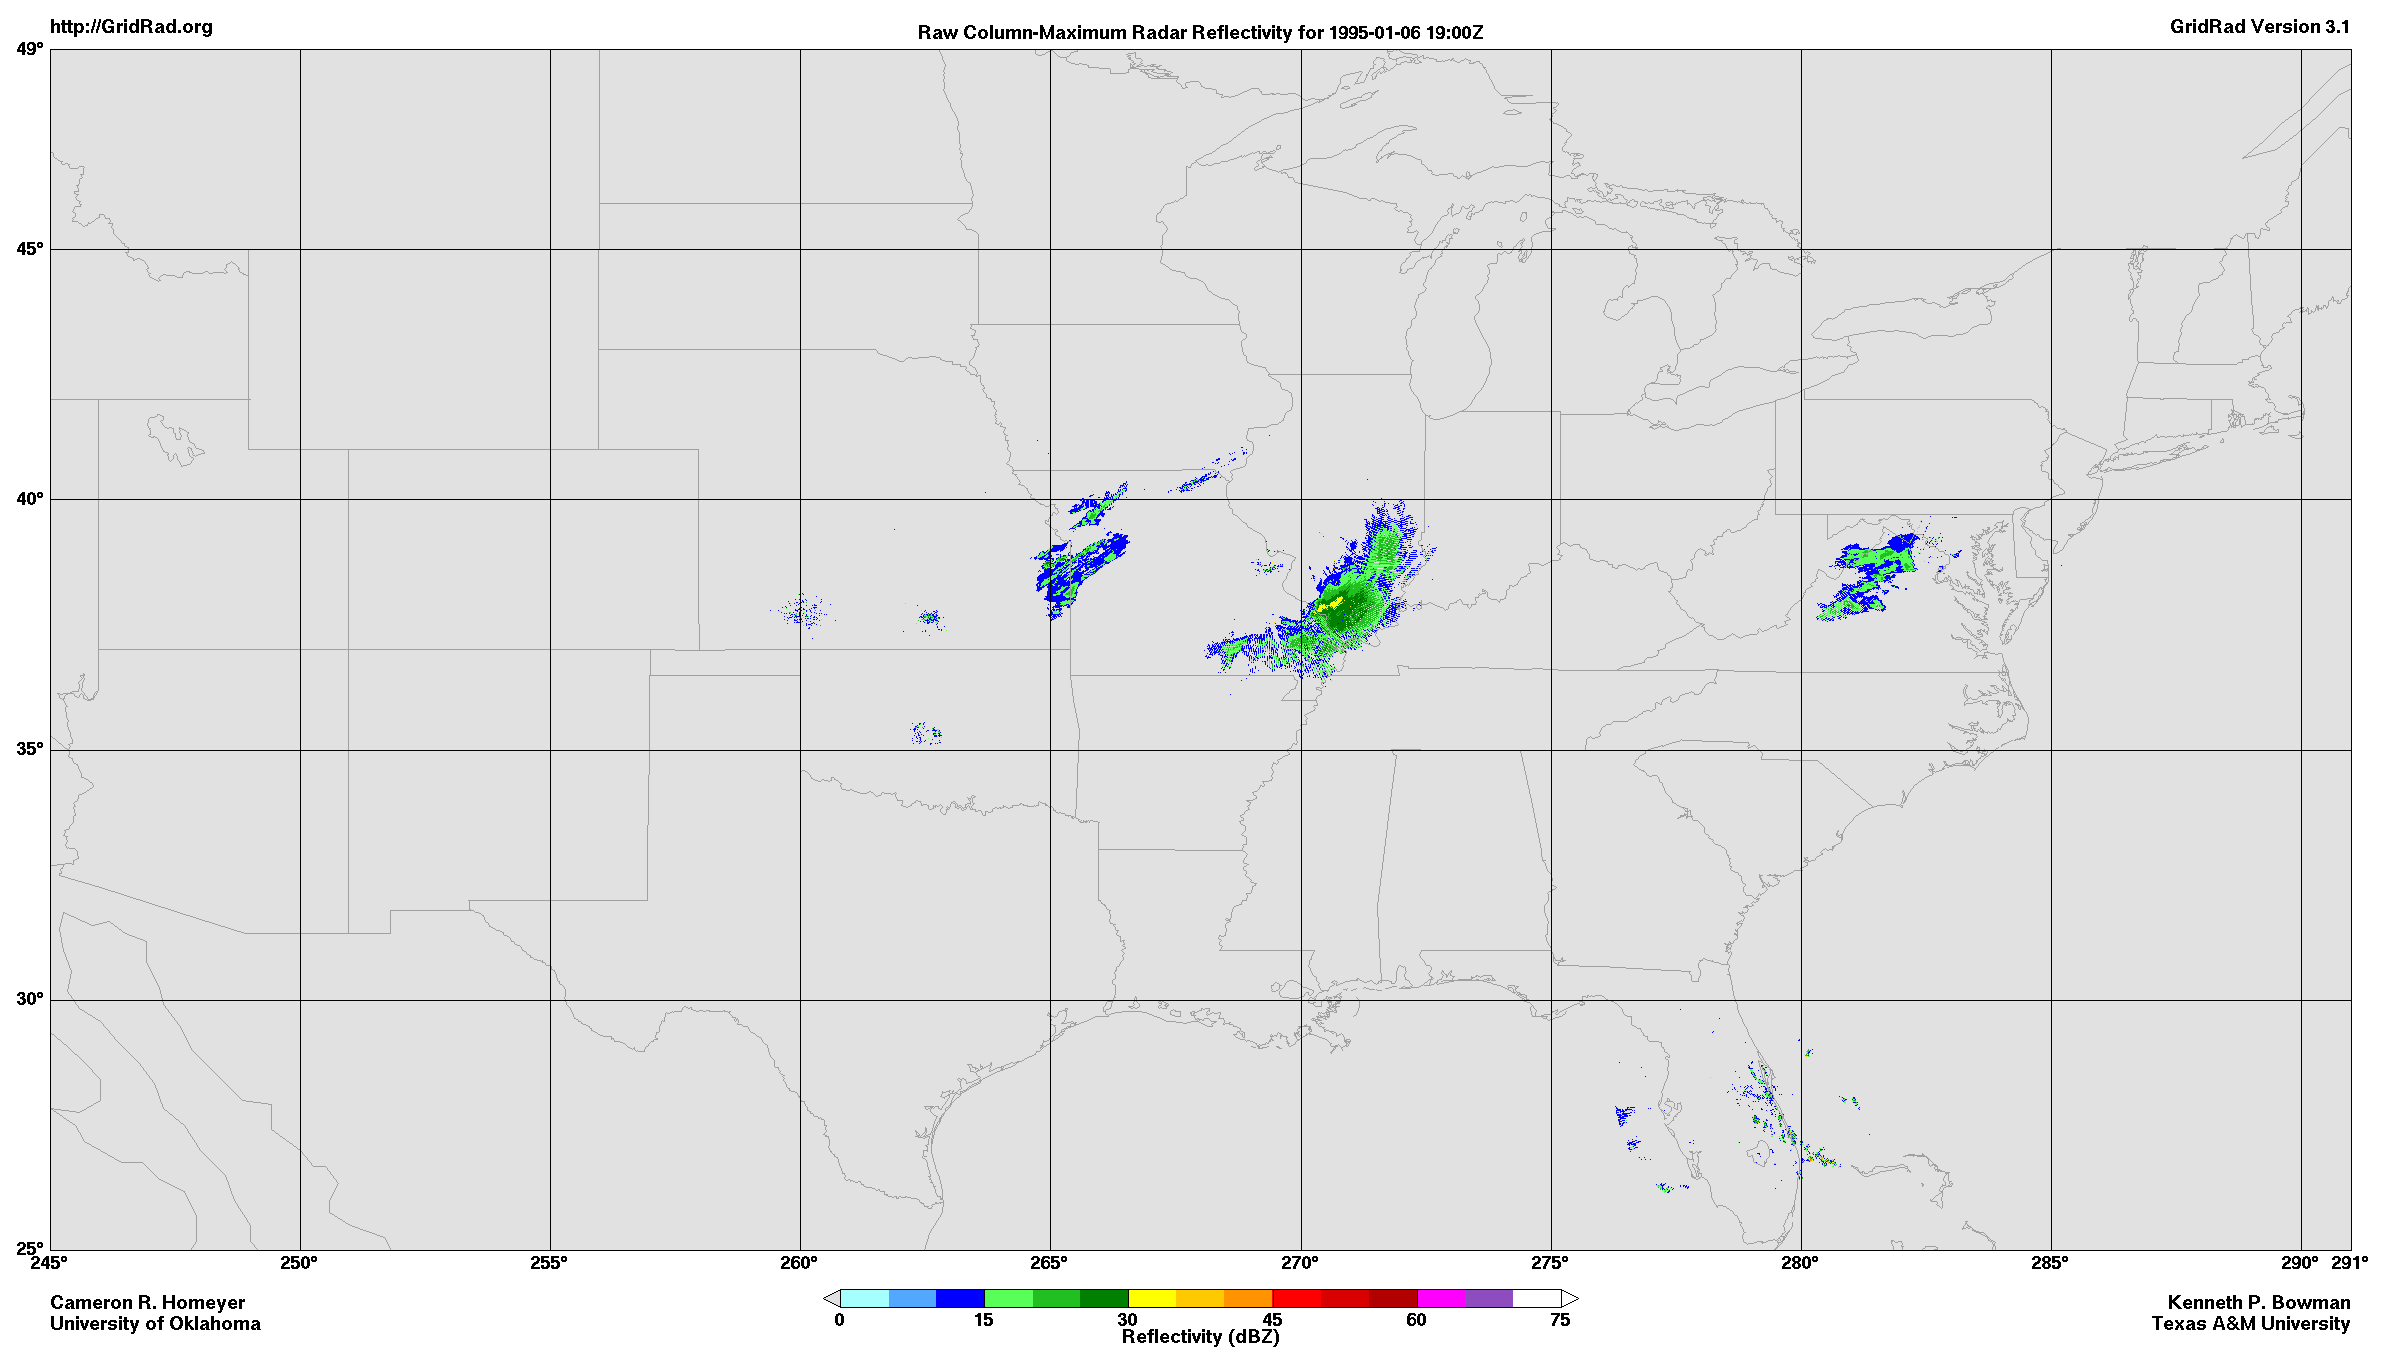 http://GridRad.org
Raw Column-Maximum Radar Reflectivity for 1995-01-06 19:00Z
GridRad Version 3.1
49°
45°
40°
35°
30°
25°
245° 250° 255° 260° 265° 270° 275° 280° 285° 290° 291°
0 15 30 45 60 75
Reflectivity (dBZ)
Cameron R. Homeyer
University of Oklahoma
Kenneth P. Bowman
Texas A&M University